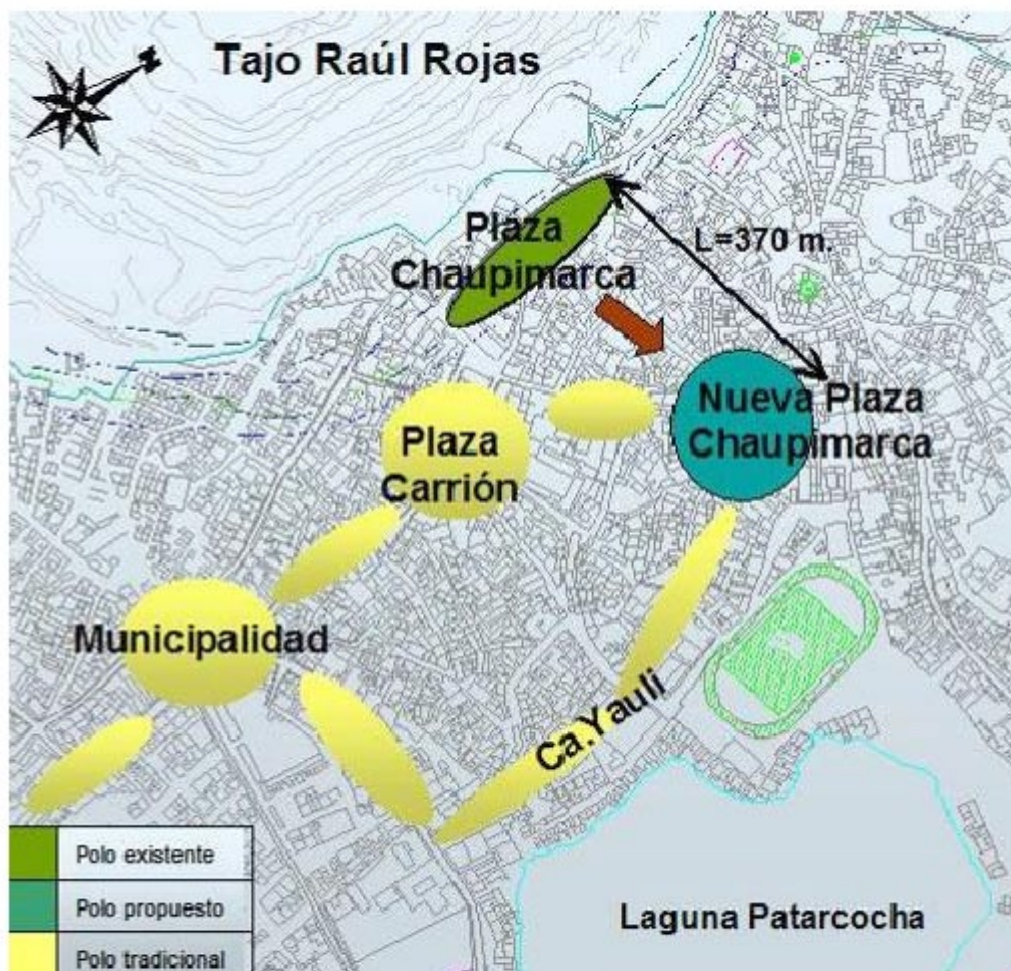 Tajo Raúl Rojas
Plaza
Chaupimarca
L=370 m.
Nueva Plaza
Chaupimarca
Plaza
Carrión
Municipalidad
Ca.Yauli
Polo existente
Polo propuesto
Polo tradicional
Laguna Patarcocha